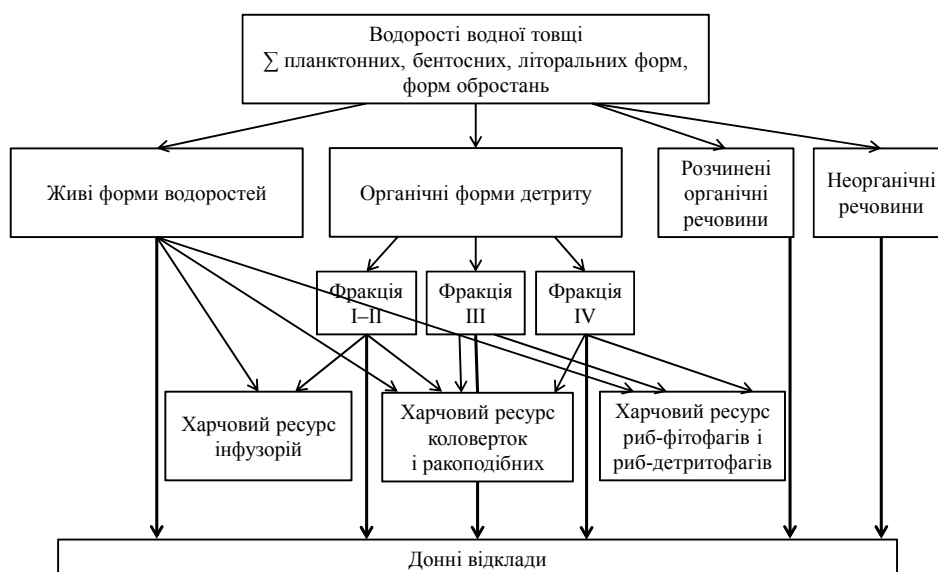 Водорості водної товщі
∑ планктонних, бентосних, літоральних форм,
форм обростань
Живі форми водоростей
Органічні форми детриту
Розчинені
органічні
речовини
Неорганічні
речовини
Фракція
I–II
Фракція
III
Фракція
IV
Харчовий ресурс
інфузорій
Харчовий ресурс
коловерток
і ракоподібних
Харчовий ресурс
риб-фітофагів і
риб-детритофагів
Донні відклади